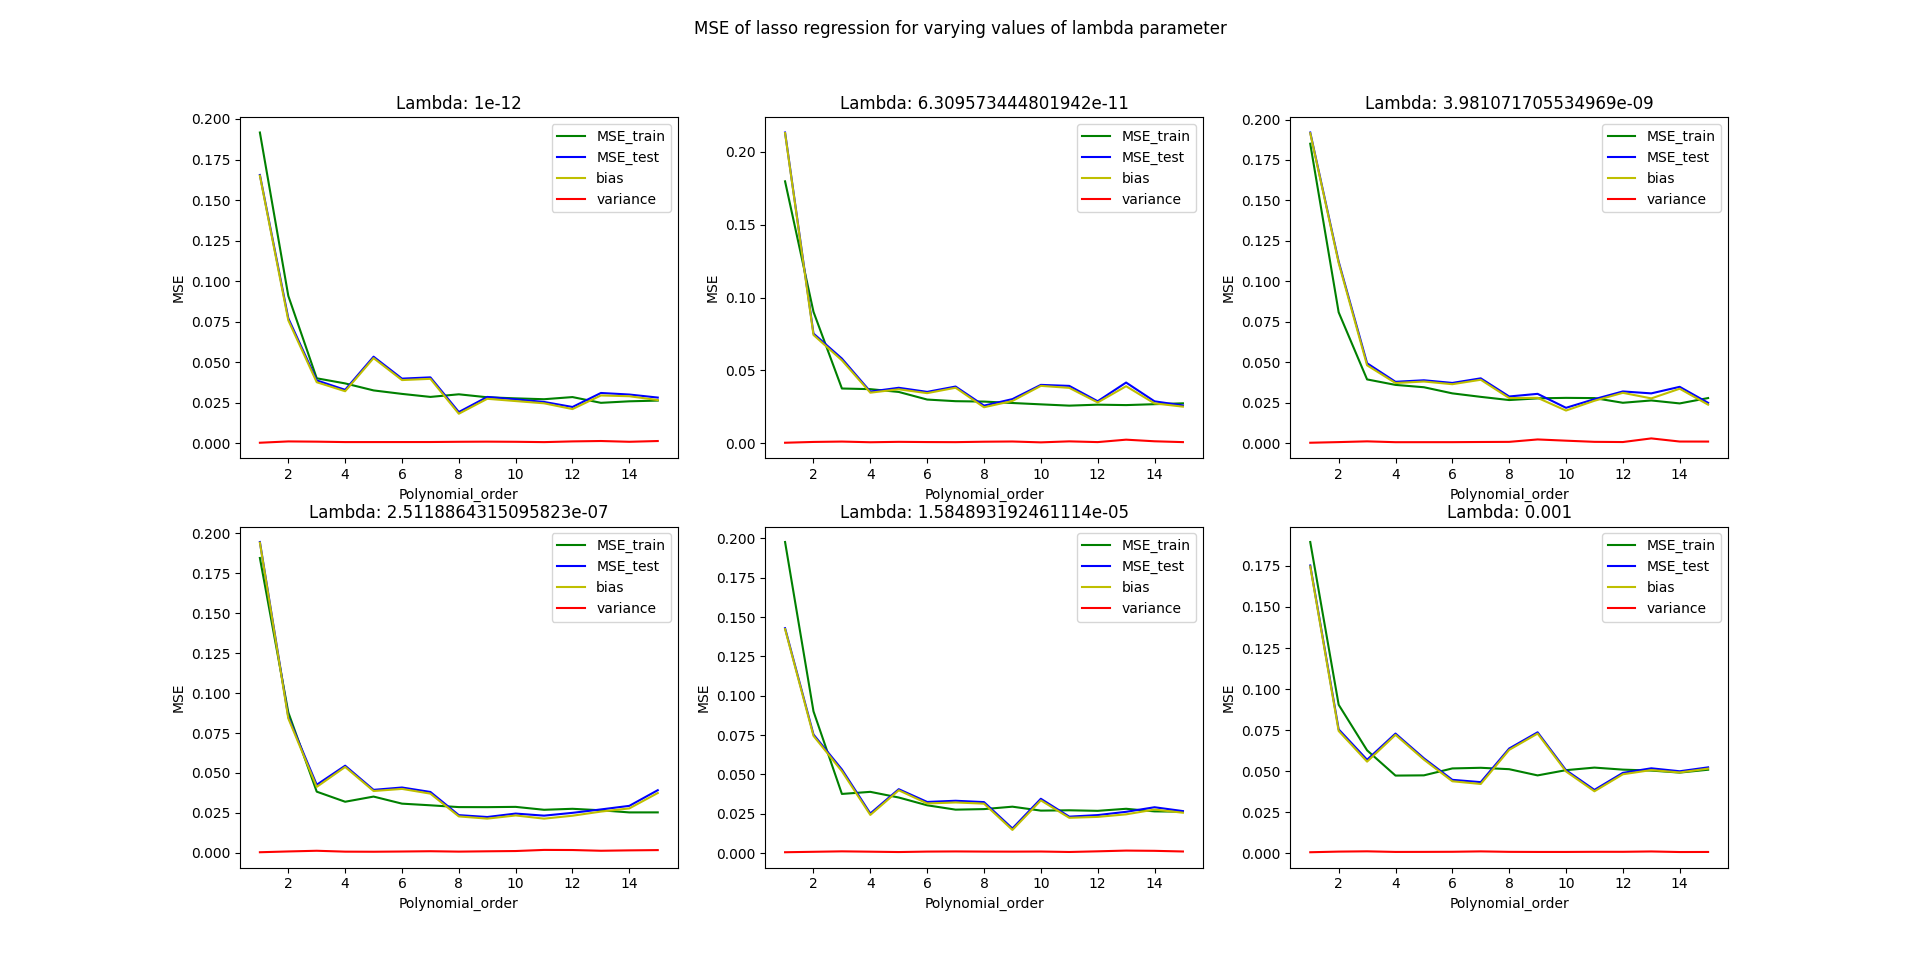 MSE of lasso regression for varying values of lambda parameter
Lambda: 1e-12
0.200
0.175
0.150
0.125
0.100
0.075
0.050
0.025
0.000
MSE
MSE_train
MSE_test
bias
variance
2 4 6 8 10 12 14
Polynomial_order
Lambda: 6.309573444801942e-11
0.20
0.15
0.10
0.05
0.00
MSE
MSE_train
MSE_test
bias
variance
2 4 6 8 10 12 14
Polynomial_order
Lambda: 3.981071705534969e-09
0.200
0.175
0.150
0.125
0.100
0.075
0.050
0.025
0.000
MSE
MSE_train
MSE_test
bias
variance
2 4 6 8 10 12 14
Polynomial_order
Lambda: 2.5118864315095823e-07
0.200
0.175
0.150
0.125
0.100
0.075
0.050
0.025
0.000
MSE
MSE_train
MSE_test
bias
variance
2 4 6 8 10 12 14
Polynomial_order
Lambda: 1.584893192461114e-05
0.200
0.175
0.150
0.125
0.100
0.075
0.050
0.025
0.000
MSE
MSE_train
MSE_test
bias
variance
2 4 6 8 10 12 14
Polynomial_order
Lambda: 0.001
0.175
0.150
0.125
0.100
0.075
0.050
0.025
0.000
MSE
MSE_train
MSE_test
bias
variance
2 4 6 8 10 12 14
Polynomial_order